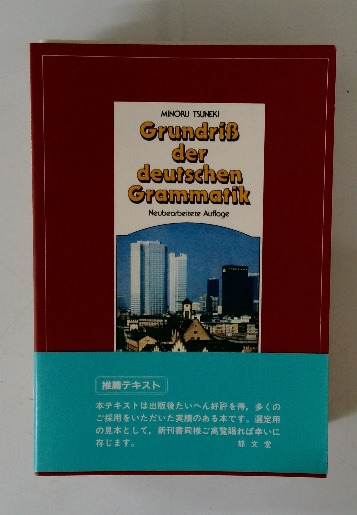 MINORU TSUNEKI
Grundriß
der
deutschen
Grammatik
Neubearbeitete Auflage
推薦テキスト
本テキストは出版後たいへん好評を得，多くの
ご採用をいただいた実績のある本です。選定用
の見本として，新刊書同様ご高覧賜れば幸いに
存じます。 郁文堂